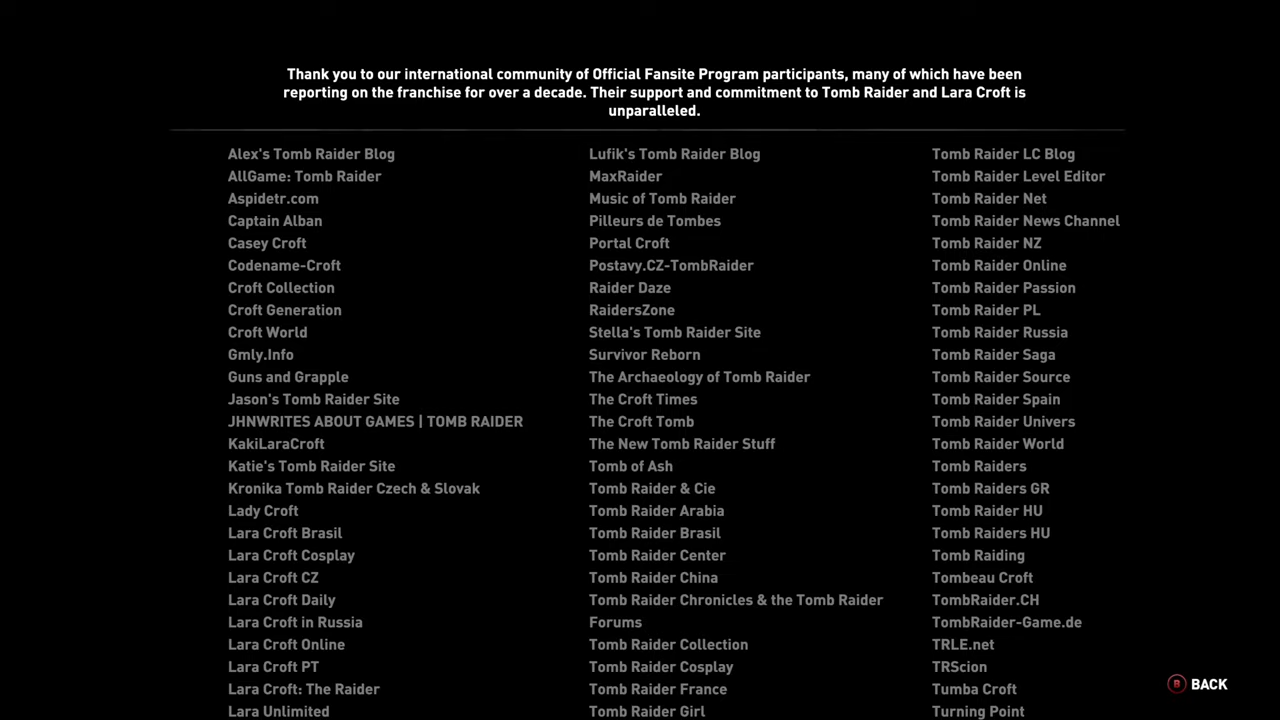 Thank you to our international community of Official Fansite Program participants, many of which have been
reporting on the franchise for over a decade. Their support and commitment to Tomb Raider and Lara Croft is
unparalleled.
Alex's Tomb Raider Blog
AllGame: Tomb Raider
Aspidetr.com
Captain Alban
Casey Croft
Codename-Croft
Croft Collection
Croft Generation
Croft World
Gmly.Info
Guns and Grapple
Jason's Tomb Raider Site
JHNWRITES ABOUT GAMES | TOMB RAIDER
KakiLaraCroft
Katie's Tomb Raider Site
Kronika Tomb Raider Czech & Slovak
Lady Croft
Lara Croft Brasil
Lara Croft Cosplay
Lara Croft CZ
Lara Croft Daily
Lara Croft in Russia
Lara Croft Online
Lara Croft PT
Lara Croft: The Raider
Lara Unlimited
Lufik's Tomb Raider Blog
MaxRaider
Music of Tomb Raider
Pilleurs de Tombes
Portal Croft
Postavy.CZ-TombRaider
Raider Daze
RaidersZone
Stella's Tomb Raider Site
Survivor Reborn
The Archaeology of Tomb Raider
The Croft Times
The Croft Tomb
The New Tomb Raider Stuff
Tomb of Ash
Tomb Raider & Cie
Tomb Raider Arabia
Tomb Raider Brasil
Tomb Raider Center
Tomb Raider China
Tomb Raider Chronicles & the Tomb Raider
Forums
Tomb Raider Collection
Tomb Raider Cosplay
Tomb Raider France
Tomb Raider Girl
Tomb Raider LC Blog
Tomb Raider Level Editor
Tomb Raider Net
Tomb Raider News Channel
Tomb Raider NZ
Tomb Raider Online
Tomb Raider Passion
Tomb Raider PL
Tomb Raider Russia
Tomb Raider Saga
Tomb Raider Source
Tomb Raider Spain
Tomb Raider Univers
Tomb Raider World
Tomb Raiders
Tomb Raiders GR
Tomb Raider HU
Tomb Raiders HU
Tomb Raiding
Tombeau Croft
TombRaider.CH
TombRaider-Game.de
TRLE.net
TRScion
Tumba Croft
Turning Point
B BACK